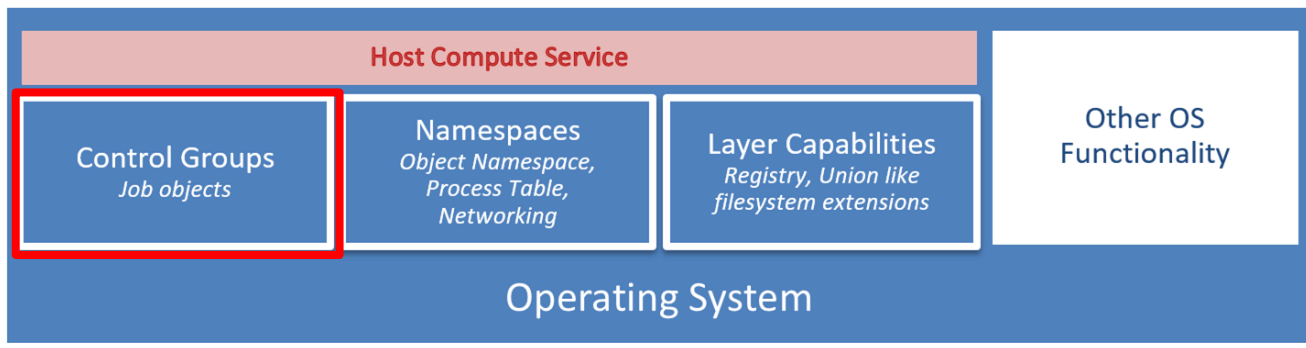 Host Compute Service
Control Groups
Job objects
Namespaces
Object Namespace,
Process Table,
Networking
Layer Capabilities
Registry, Union like
filesystem extensions
Other OS
Functionality
Operating System